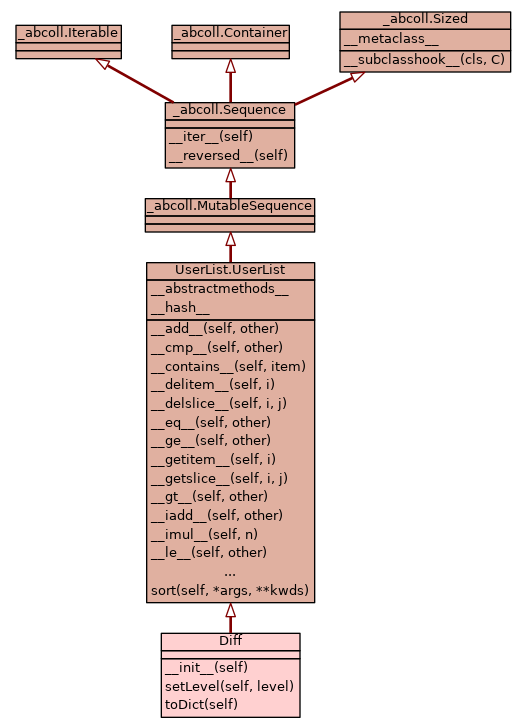 _abcoll.Iterable
_abcoll.Container
_abcoll.Sized
__metaclass__
__subclasshook__(cls, C)
_abcoll.Sequence
__iter__(self)
__reversed__(self)
_abcoll.MutableSequence
UserList.UserList
__abstractmethods__
__hash__
__add__(self, other)
__cmp__(self, other)
__contains__(self, item)
__delitem__(self, i)
__delslice__(self, i, j)
__eq__(self, other)
__ge__(self, other)
__getitem__(self, i)
__getslice__(self, i, j)
__gt__(self, other)
__iadd__(self, other)
__imul__(self, n)
__le__(self, other)
...
sort(self, *args, **kwds)
Diff
__init__(self)
setLevel(self, level)
toDict(self)